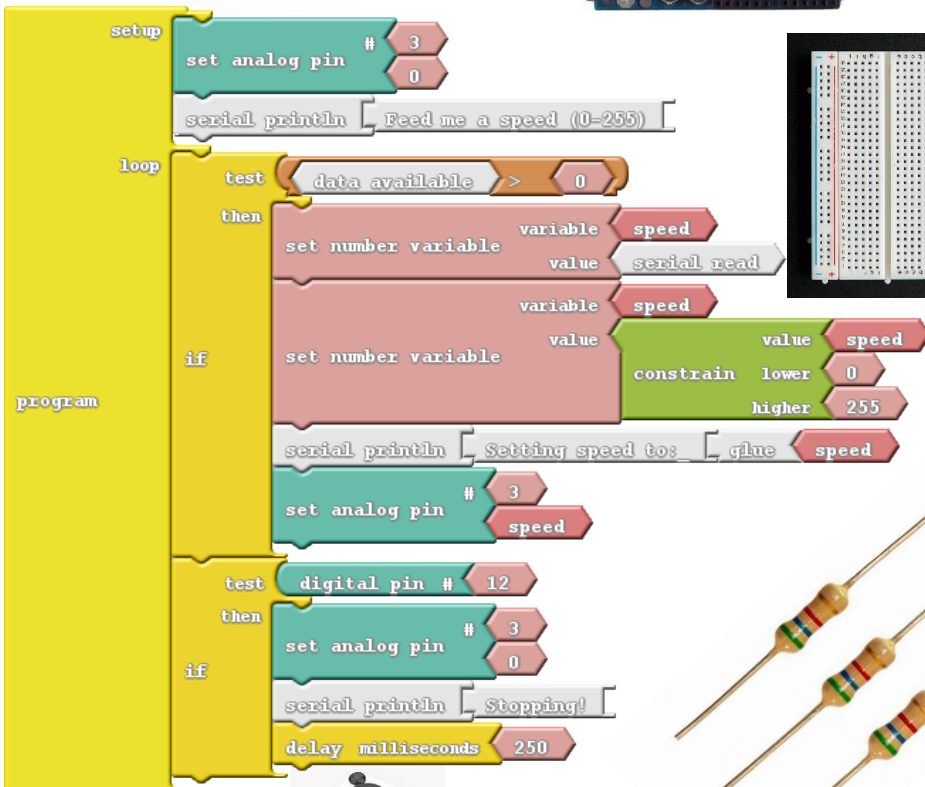 program
setup
set analog pin # 3
0
serial println Feed me a speed (0-255)
loop
if
test data available > 0
then
set number variable variable speed
value serial read
set number variable variable speed
value constrain value speed
lower 0
higher 255
serial println Setting speed to:_ glue speed
set analog pin # 3
speed
if
test digital pin # 12
then
set analog pin # 3
0
serial println Stopping!
delay milliseconds 250